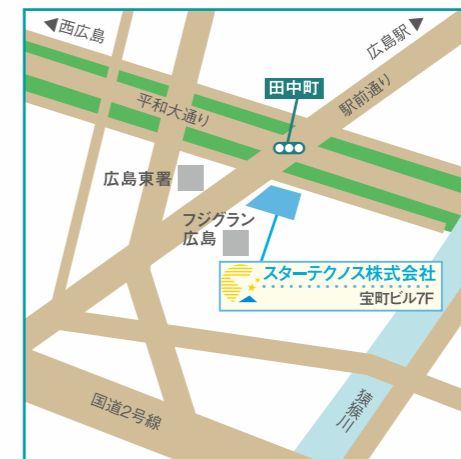 西広島
広島駅
田中町
駅前通り
平和大通り
広島東署
フジグラン
広島
スターテクノス株式会社
宝町ビル7F
国道2号線
猿猴川